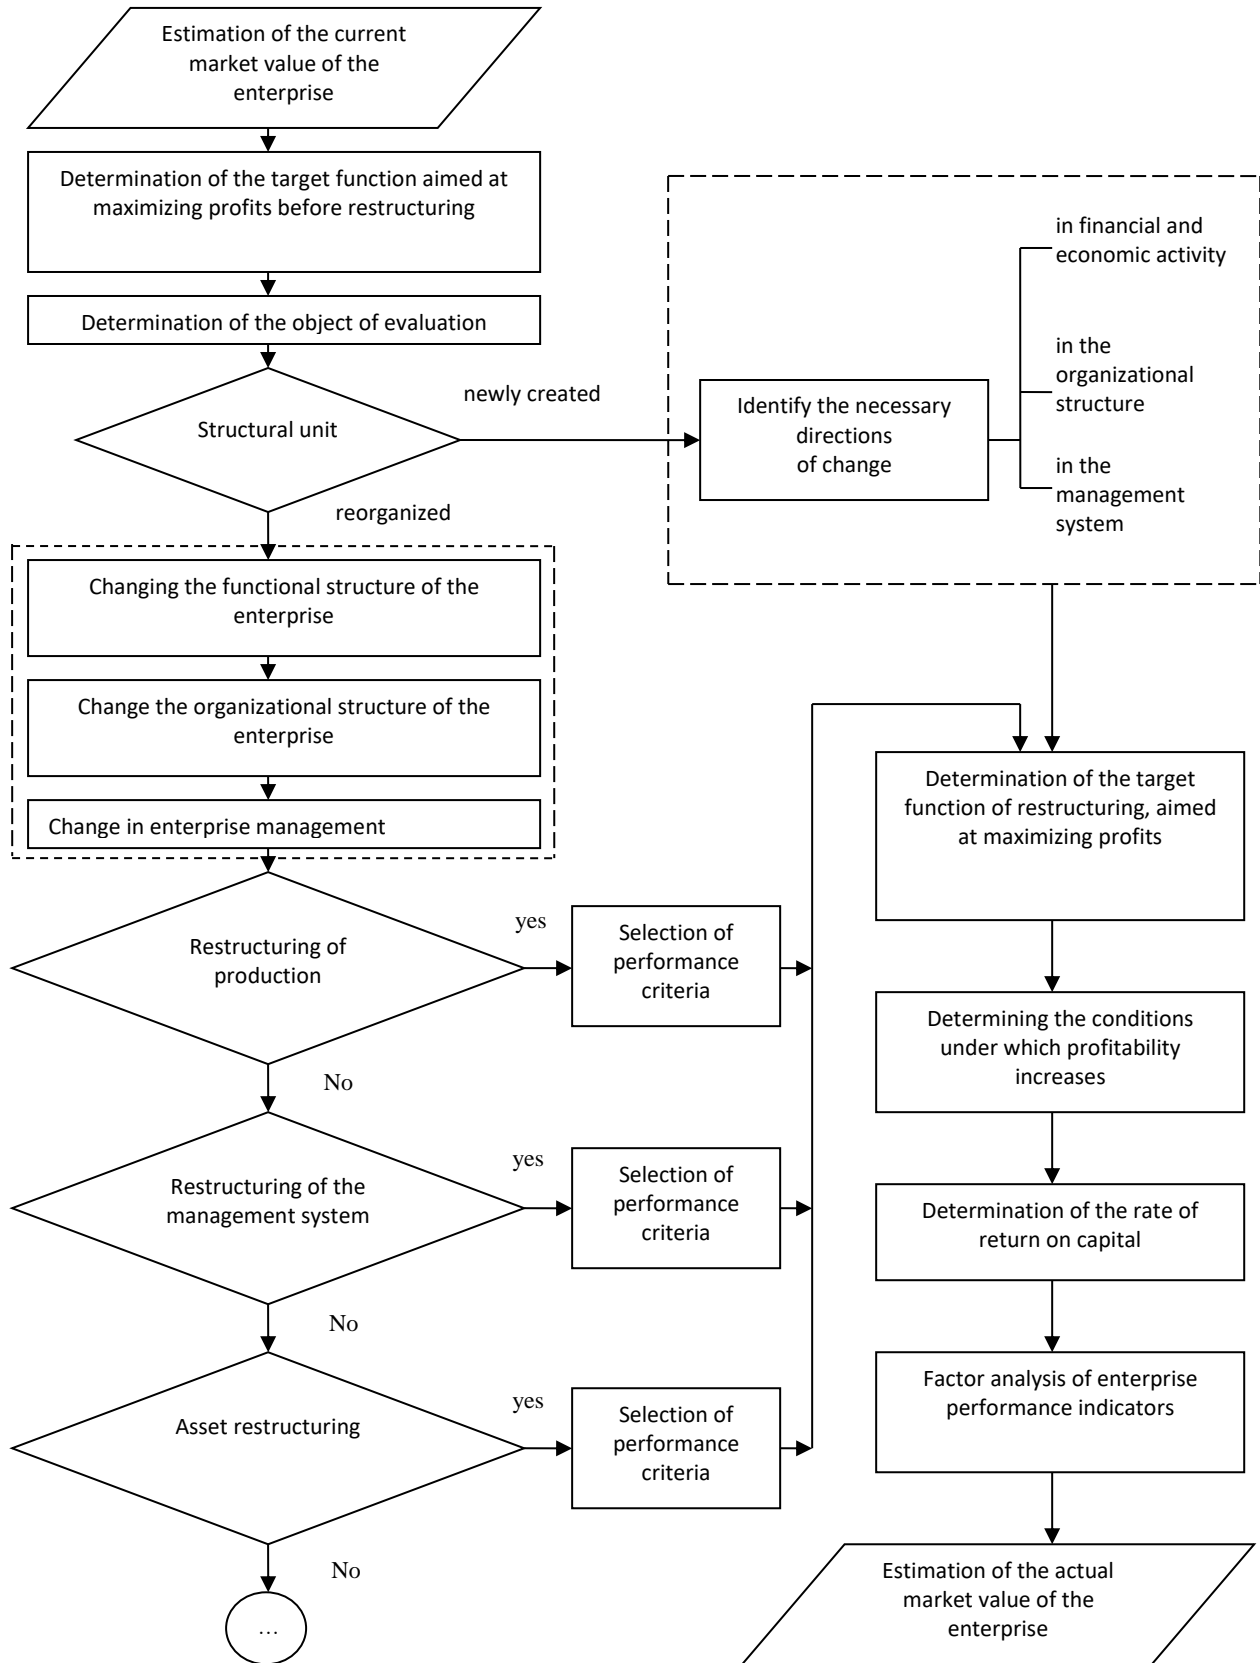 Estimation of the current
market value of the
enterprise
Determination of the target function aimed at
maximizing profits before restructuring
Determination of the object of evaluation
Structural unit
newly created
reorganized
Identify the necessary
directions
of change
in financial and
economic activity
in the
organizational
structure
in the
management
system
Changing the functional structure of the
enterprise
Change the organizational structure of the
enterprise
Change in enterprise management
Restructuring of
production
yes
Selection of
performance
criteria
No
Restructuring of the
management system
yes
Selection of
performance
criteria
No
Asset restructuring
yes
Selection of
performance
criteria
No
...
Determination of the target
function of restructuring, aimed
at maximizing profits
Determining the conditions
under which profitability
increases
Determination of the rate of
return on capital
Factor analysis of enterprise
performance indicators
Estimation of the actual
market value of the
enterprise